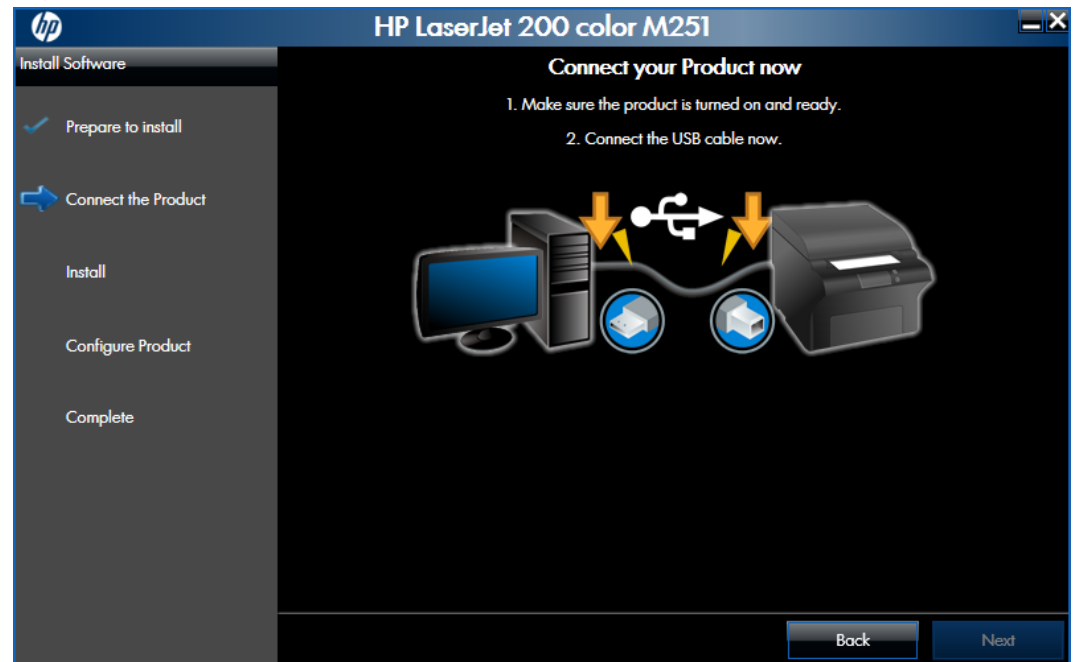 hp
HP LaserJet 200 color M251
Install Software
Prepare to install
Connect the Product
Install
Configure Product
Complete
Connect your Product now
1. Make sure the product is turned on and ready.
2. Connect the USB cable now.
Back
Next